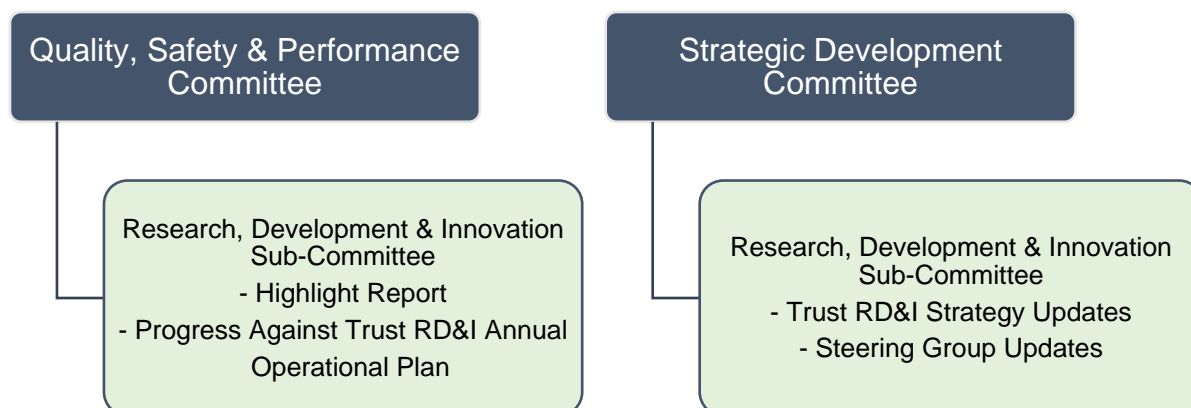 Quality, Safety & Performance
Committee
Research, Development & Innovation
Sub-Committee
- Highlight Report
- Progress Against Trust RD&I Annual
Operational Plan
Strategic Development
Committee
Research, Development & Innovation
Sub-Committee
- Trust RD&I Strategy Updates
- Steering Group Updates